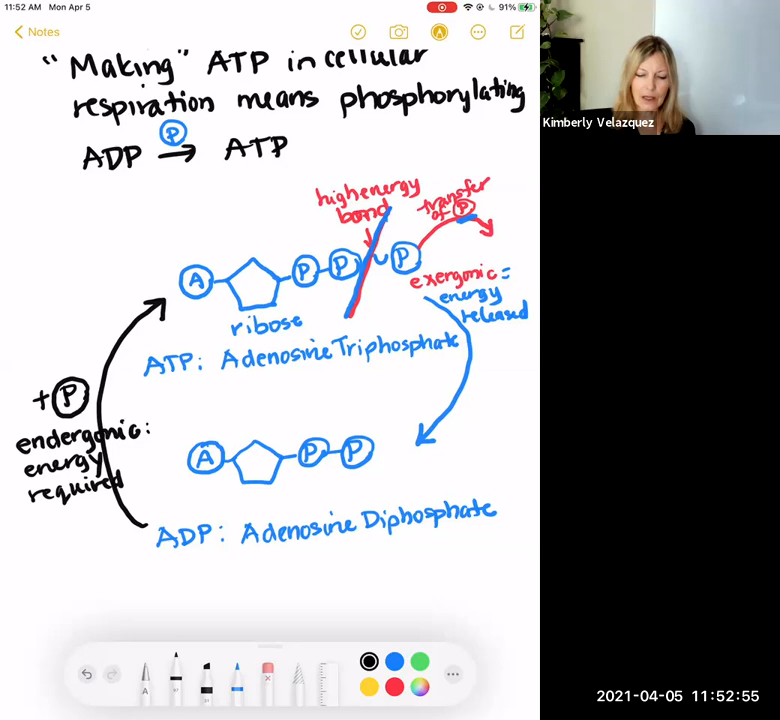 11:52 AM Mon Apr 5
91%
Notes
"Making" ATP in cellular
respiration means phosphorylating
P
ADP → ATP
high energy
bond
transfer
of P
A P P ~ P
exergonic =
energy
released
ribose
ATP: Adenosine Triphosphate
+ P
endergonic:
energy
required
A P P
ADP: Adenosine Diphosphate
A
Kimberly Velazquez
2021-04-05 11:52:55